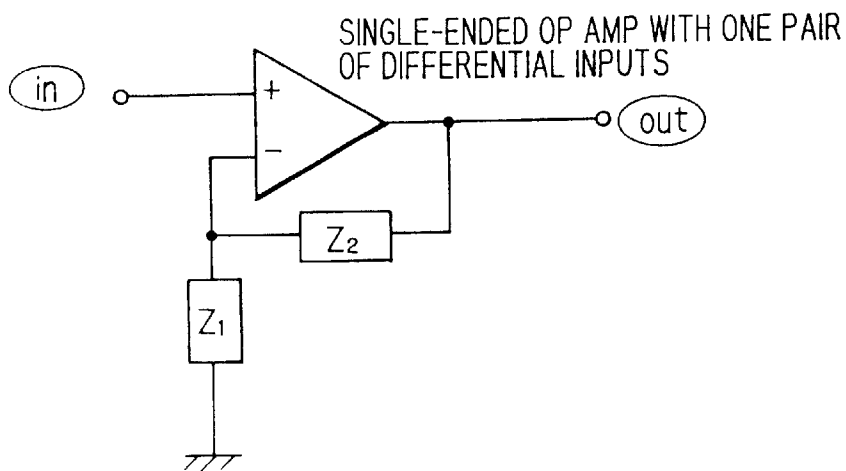 SINGLE-ENDED OP AMP WITH ONE PAIR
OF DIFFERENTIAL INPUTS
in
+
−
out
Z2
Z1